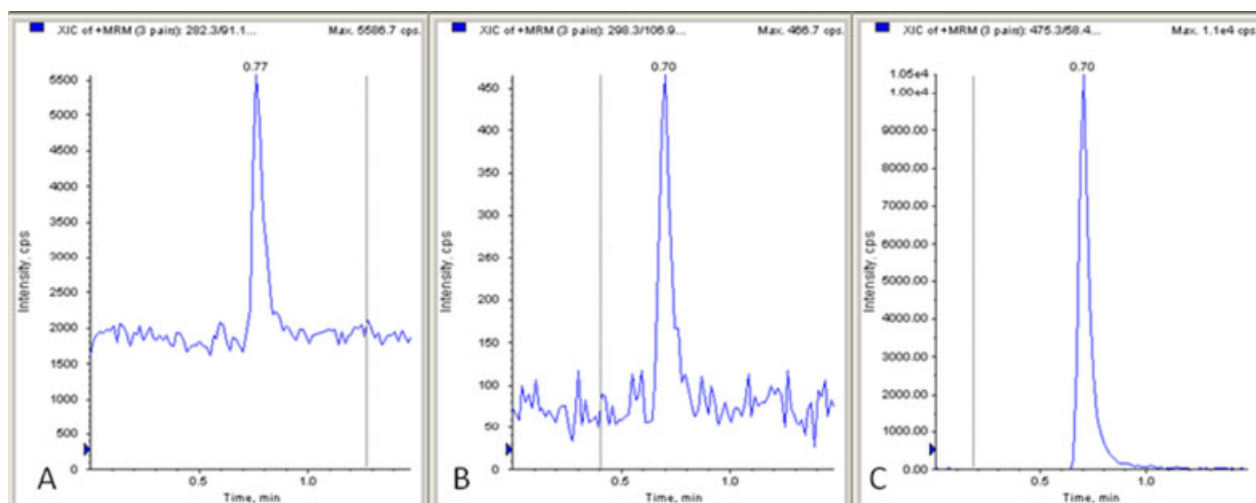 XIC of +MRM (3 pairs): 282.3/91.1... Max. 5586.7 cps.
0.77
5500
5000
4500
4000
3500
3000
2500
2000
1500
1000
500
0
Intensity, cps
0.5 1.0
Time, min
A
XIC of +MRM (3 pairs): 298.3/106.9... Max. 466.7 cps.
0.70
450
400
350
300
250
200
150
100
50
0
Intensity, cps
0.5 1.0
Time, min
B
XIC of +MRM (3 pairs): 475.3/58.4... Max. 1.1e4 cps.
0.70
1.05e4
1.00e4
9000.00
8000.00
7000.00
6000.00
5000.00
4000.00
3000.00
2000.00
1000.00
0.00
Intensity, cps
0.5 1.0
Time, min
C